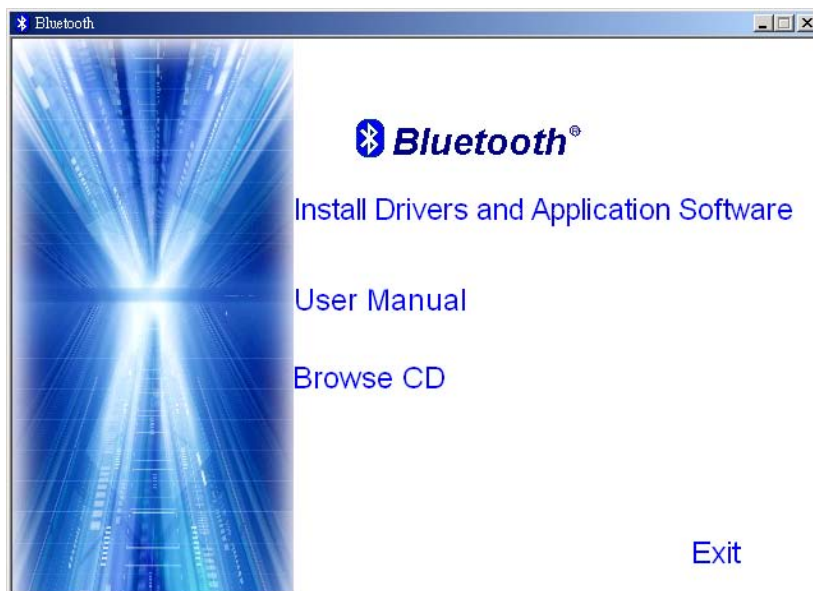 Bluetooth
Bluetooth®
Install Drivers and Application Software
User Manual
Browse CD
Exit